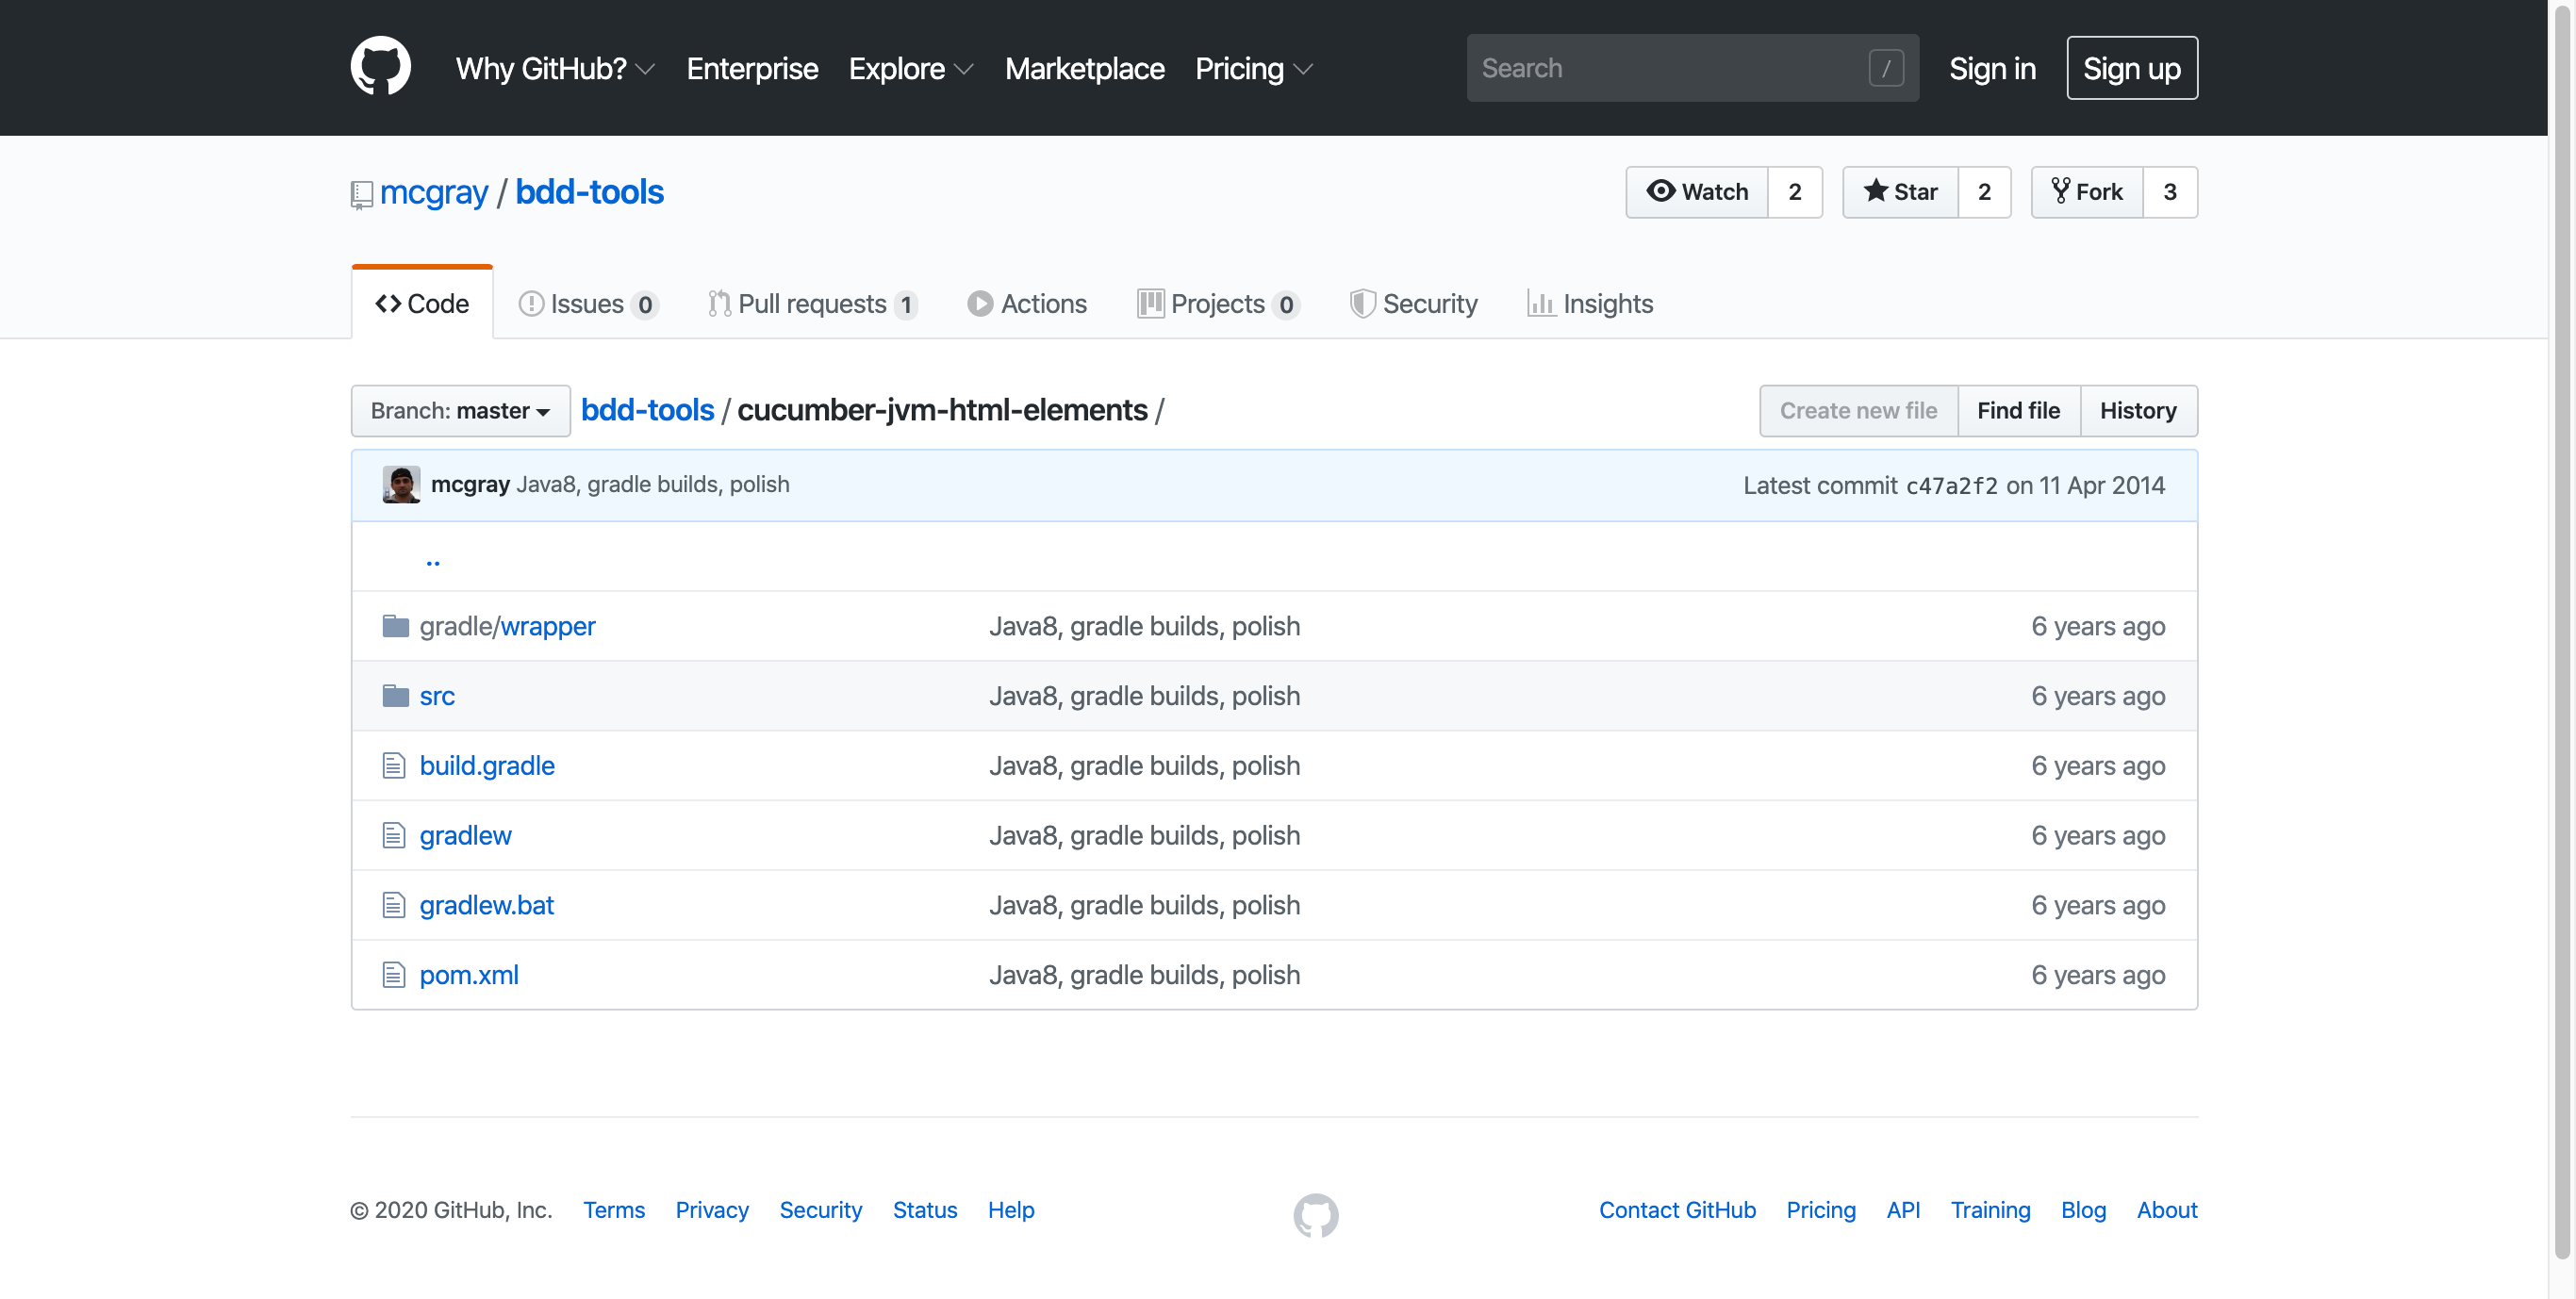 Why GitHub? Enterprise Explore Marketplace Pricing Search / Sign in Sign up
mcgray / bdd-tools Watch 2 Star 2 Fork 3
Code Issues 0 Pull requests 1 Actions Projects 0 Security Insights
Branch: master bdd-tools / cucumber-jvm-html-elements / Create new file Find file History
mcgray Java8, gradle builds, polish Latest commit c47a2f2 on 11 Apr 2014
..
gradle/wrapper Java8, gradle builds, polish 6 years ago
src Java8, gradle builds, polish 6 years ago
build.gradle Java8, gradle builds, polish 6 years ago
gradlew Java8, gradle builds, polish 6 years ago
gradlew.bat Java8, gradle builds, polish 6 years ago
pom.xml Java8, gradle builds, polish 6 years ago
© 2020 GitHub, Inc. Terms Privacy Security Status Help Contact GitHub Pricing API Training Blog About